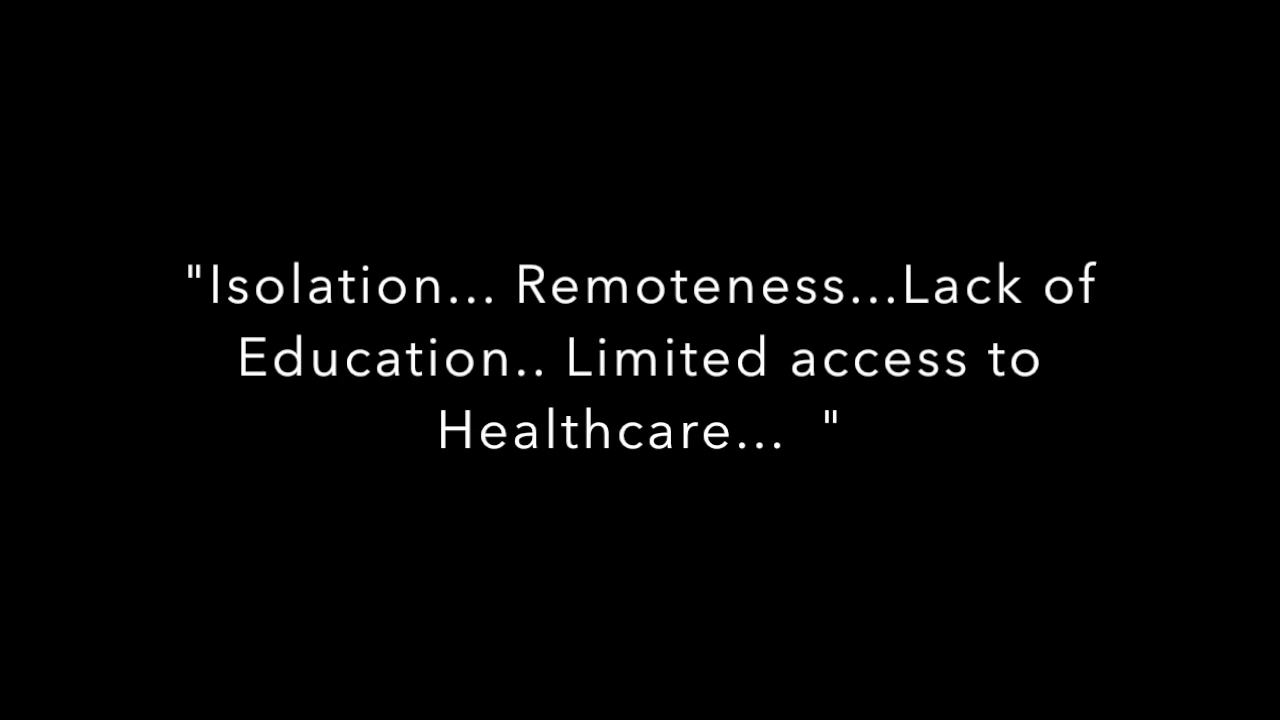 "Isolation... Remoteness...Lack of
Education.. Limited access to
Healthcare...  "